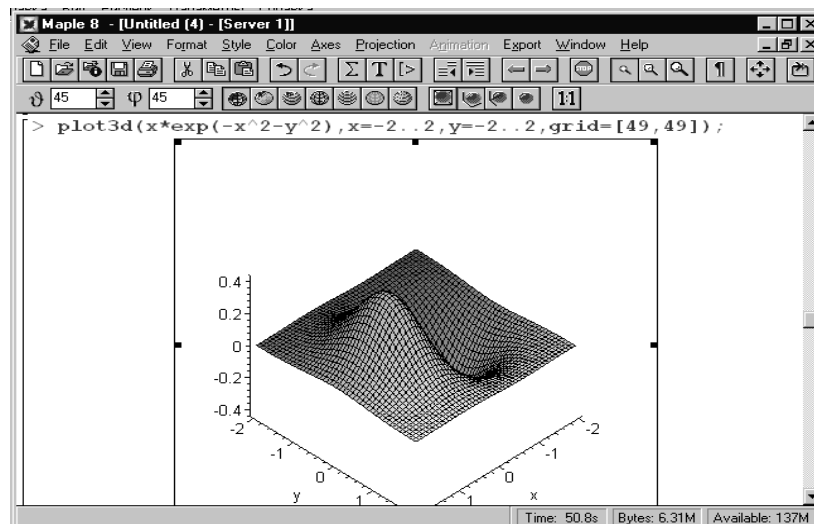 Maple 8 - [Untitled (4) - [Server 1]]
File Edit View Format Style Color Axes Projection Animation Export Window Help
Σ T [> STOP ¶
ϑ 45 φ 45 1:1
> plot3d(x*exp(-x^2-y^2),x=-2..2,y=-2..2,grid=[49,49]);
0.4
0.2
0
-0.2
-0.4
-2 -2
-1 -1
0 0
y 1 1 x
Time: 50.8s Bytes: 6.31M Available: 137M